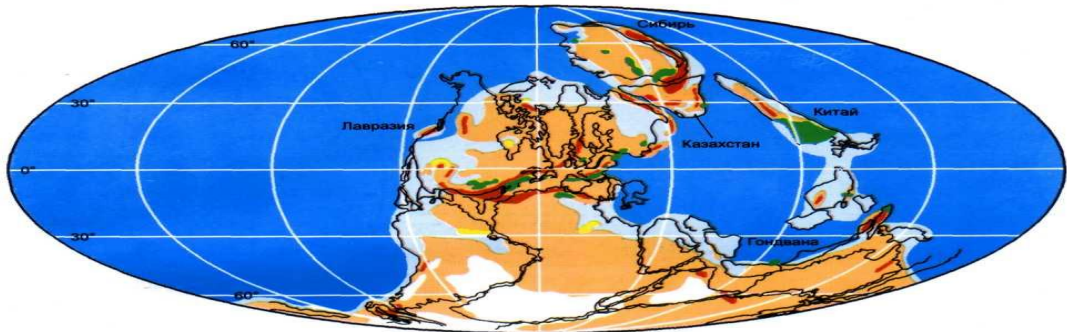 Сибирь
60°
30°
Китай
Лавразия
Казахстан
0°
30°
Гондвана
60°